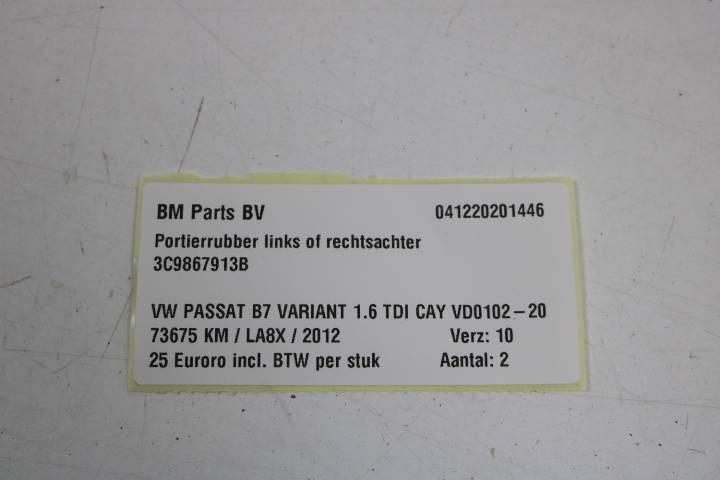 BM Parts BV 041220201446
Portierrubber links of rechtsachter
3C9867913B
VW PASSAT B7 VARIANT 1.6 TDI CAY VD0102-20
73675 KM / LA8X / 2012 Verz: 10
25 Euroro incl. BTW per stuk Aantal: 2